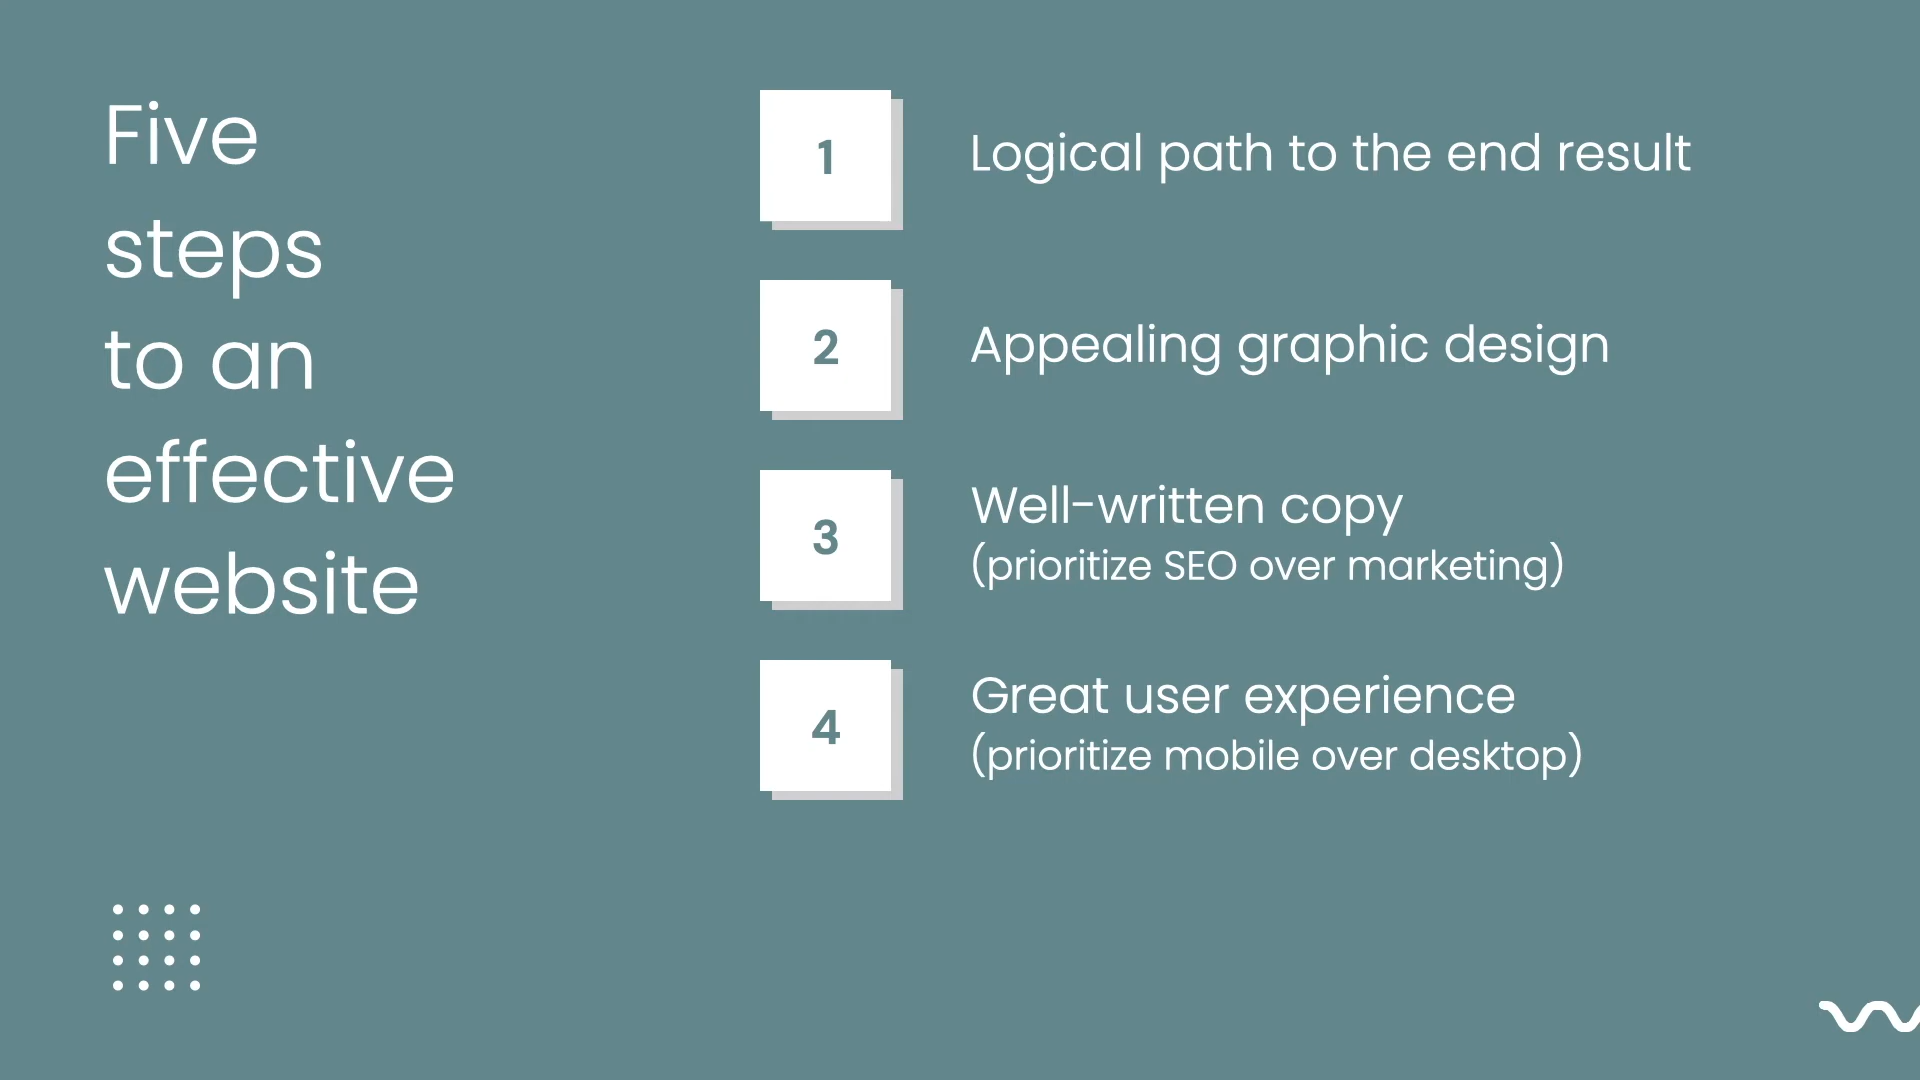 Five
steps
to an
effective
website
1
Logical path to the end result
2
Appealing graphic design
3
Well-written copy
(prioritize SEO over marketing)
4
Great user experience
(prioritize mobile over desktop)